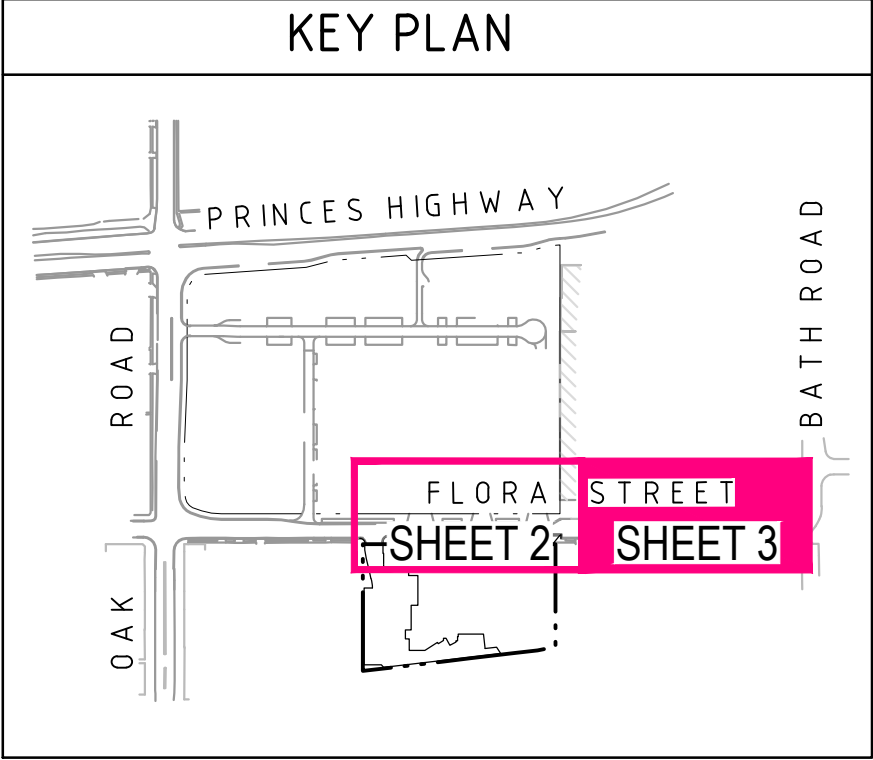 KEY PLAN
PRINCES HIGHWAY
BATH ROAD
OAK ROAD
FLORA STREET
SHEET 2
SHEET 3